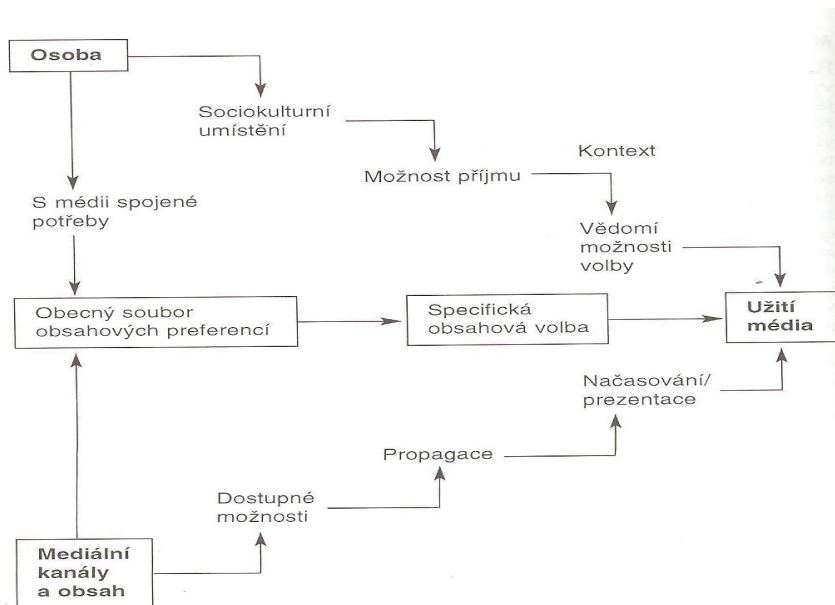 Osoba
Sociokulturní
umístění
Kontext
Možnost příjmu
S médii spojené
potřeby
Vědomí
možnosti
volby
Obecný soubor
obsahových preferencí
Specifická
obsahová volba
Užití
média
Načasování/
prezentace
Propagace
Dostupné
možnosti
Mediální
kanály
a obsah